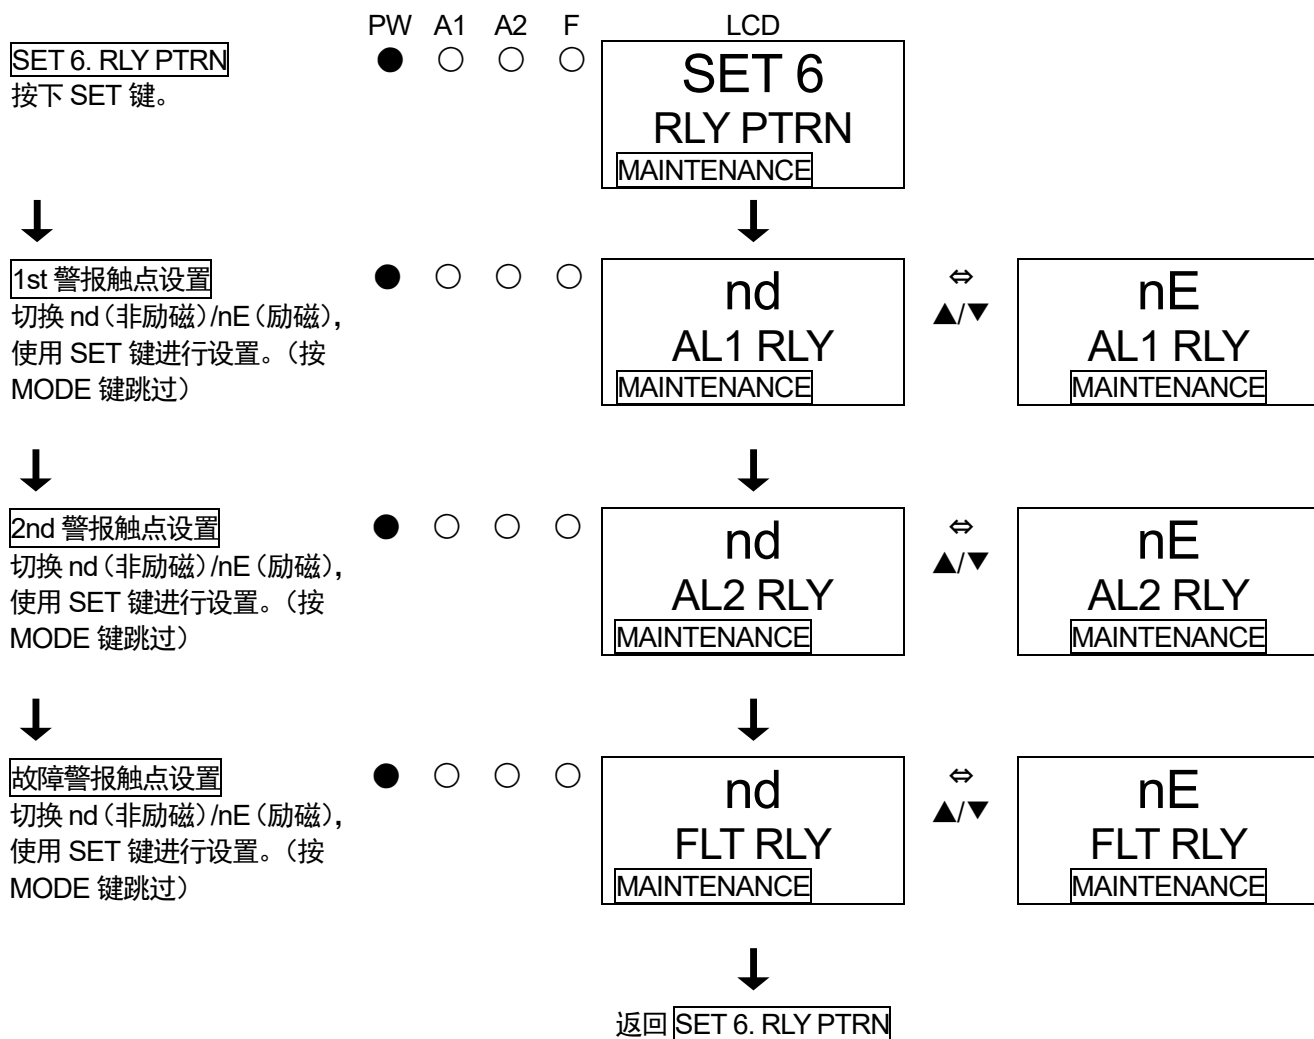 PW A1 A2 F LCD
SET 6. RLY PTRN
按下 SET 键。
● ○ ○ ○
SET 6
RLY PTRN
MAINTENANCE
↓ ↓
1st 警报触点设置
切换 nd（非励磁）/nE（励磁），
使用 SET 键进行设置。（按
MODE 键跳过）
● ○ ○ ○
nd
AL1 RLY
MAINTENANCE
⇔
▲/▼
nE
AL1 RLY
MAINTENANCE
↓ ↓
2nd 警报触点设置
切换 nd（非励磁）/nE（励磁），
使用 SET 键进行设置。（按
MODE 键跳过）
● ○ ○ ○
nd
AL2 RLY
MAINTENANCE
⇔
▲/▼
nE
AL2 RLY
MAINTENANCE
↓ ↓
故障警报触点设置
切换 nd（非励磁）/nE（励磁），
使用 SET 键进行设置。（按
MODE 键跳过）
● ○ ○ ○
nd
FLT RLY
MAINTENANCE
⇔
▲/▼
nE
FLT RLY
MAINTENANCE
↓
返回 SET 6. RLY PTRN